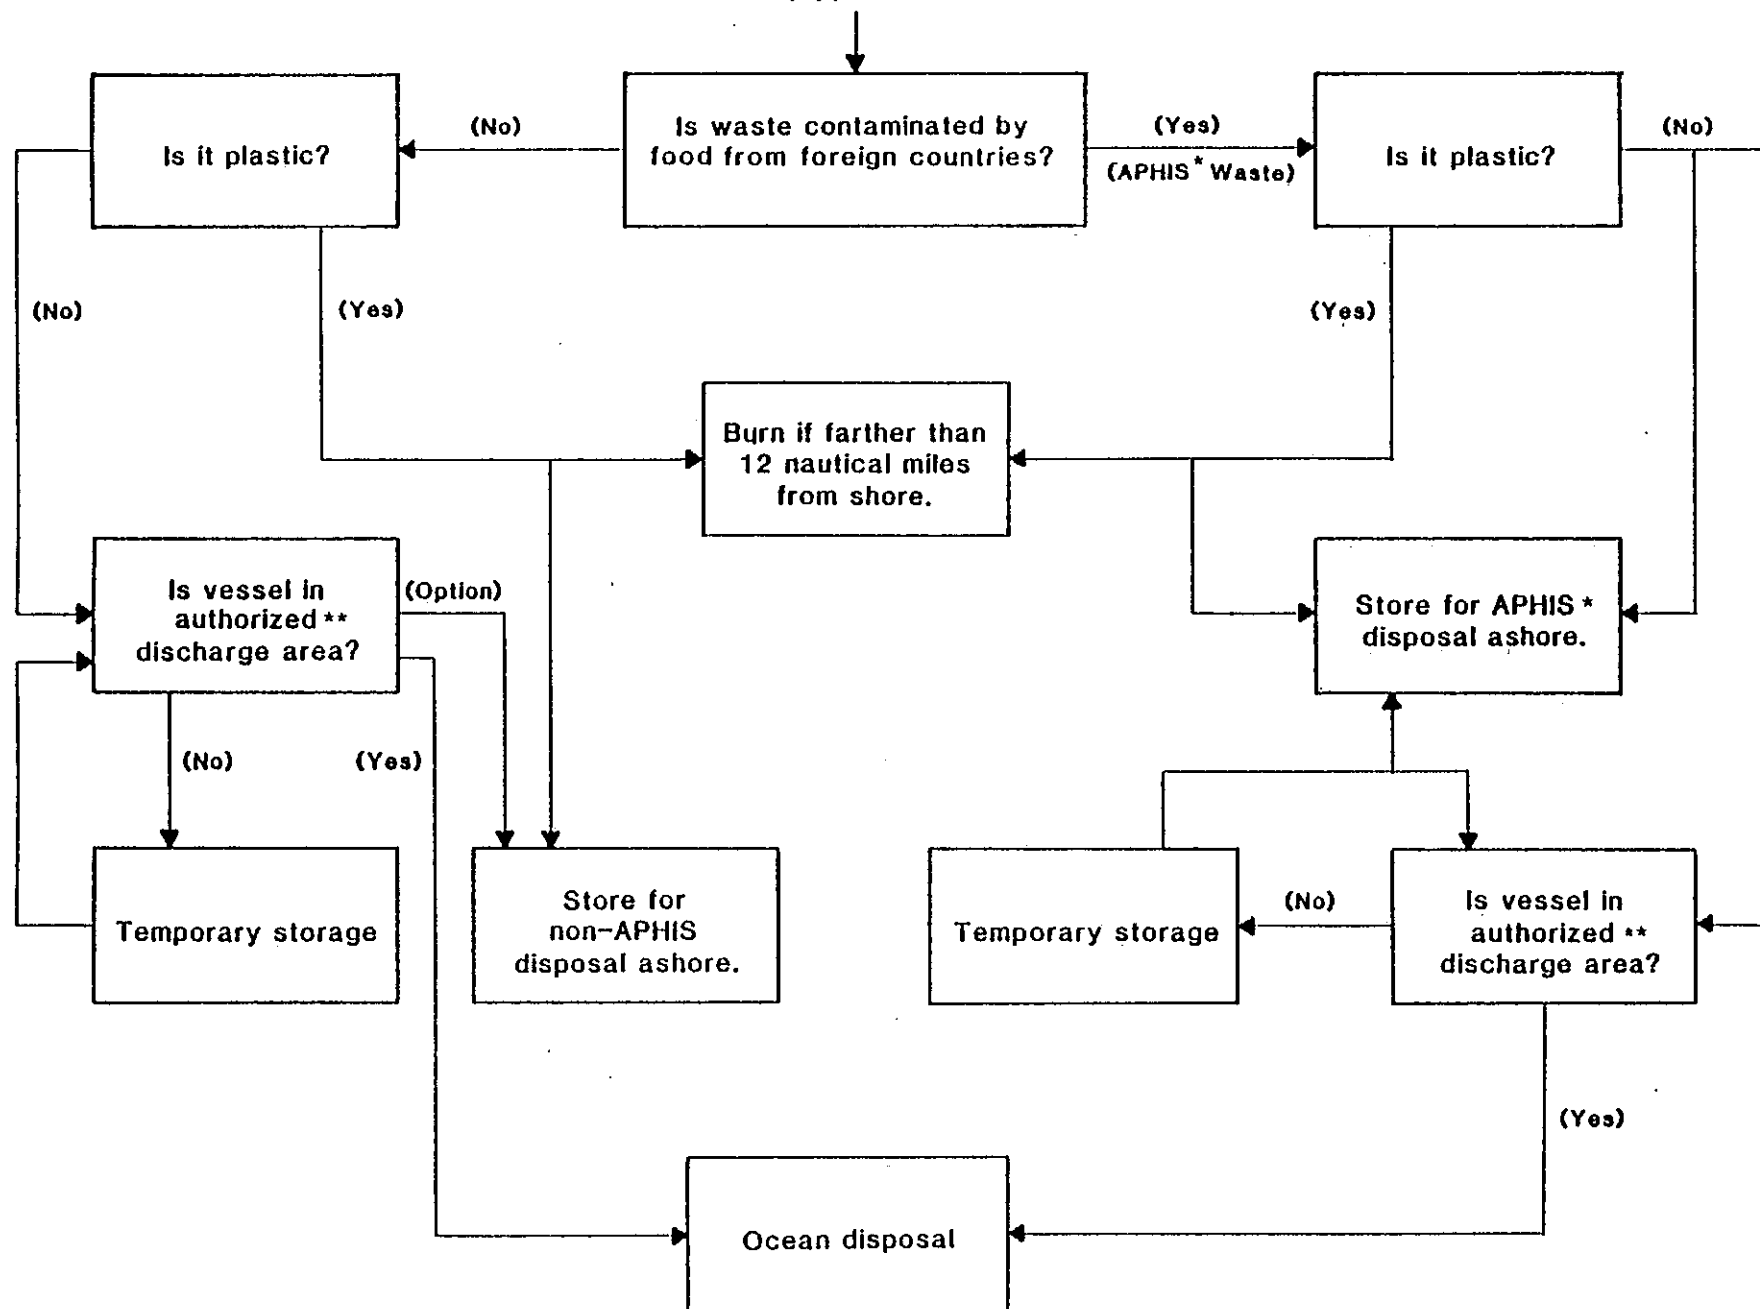 Is it plastic?
(No)
Is waste contaminated by
food from foreign countries?
(Yes)
(APHIS* Waste)
Is it plastic?
(No)
(No)
(Yes)
(Yes)
Burn if farther than
12 nautical miles
from shore.
Is vessel in
authorized **
discharge area?
(Option)
Store for APHIS *
disposal ashore.
(No)
(Yes)
Temporary storage
Store for
non-APHIS
disposal ashore.
Temporary storage
(No)
Is vessel in
authorized **
discharge area?
(Yes)
Ocean disposal